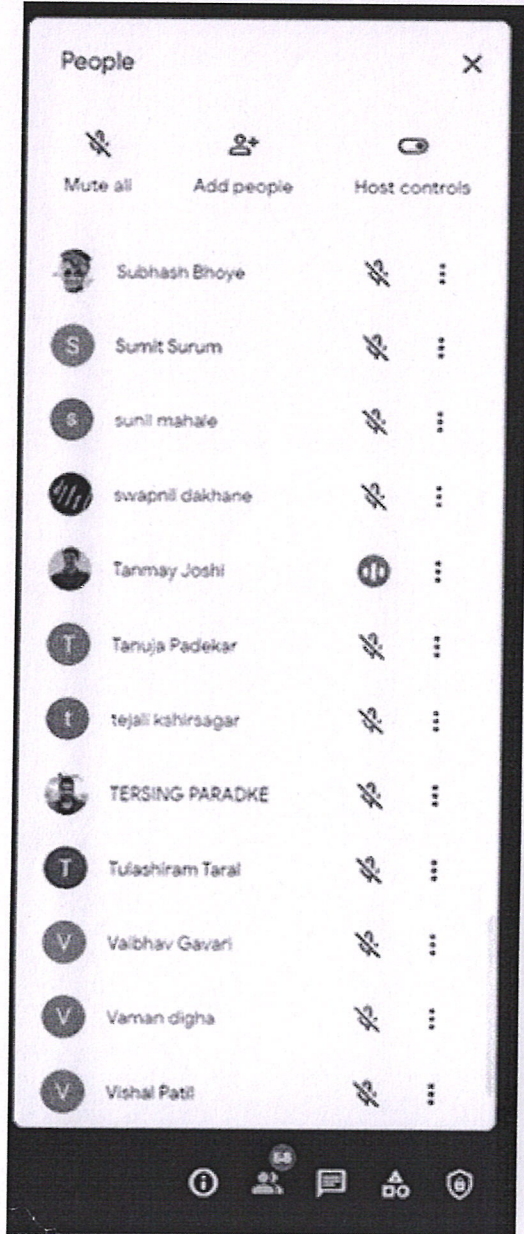 People
Mute all Add people Host controls
Subhash Bhoye
S Sumit Surum
s sunil mahale
swapnil dakhane
Tanmay Joshi
T Tanuja Padekar
t tejali kshirsagar
TERSING PARADKE
T Tulashiram Taral
V Vaibhav Gavari
V Vaman digha
V Vishal Patil
58